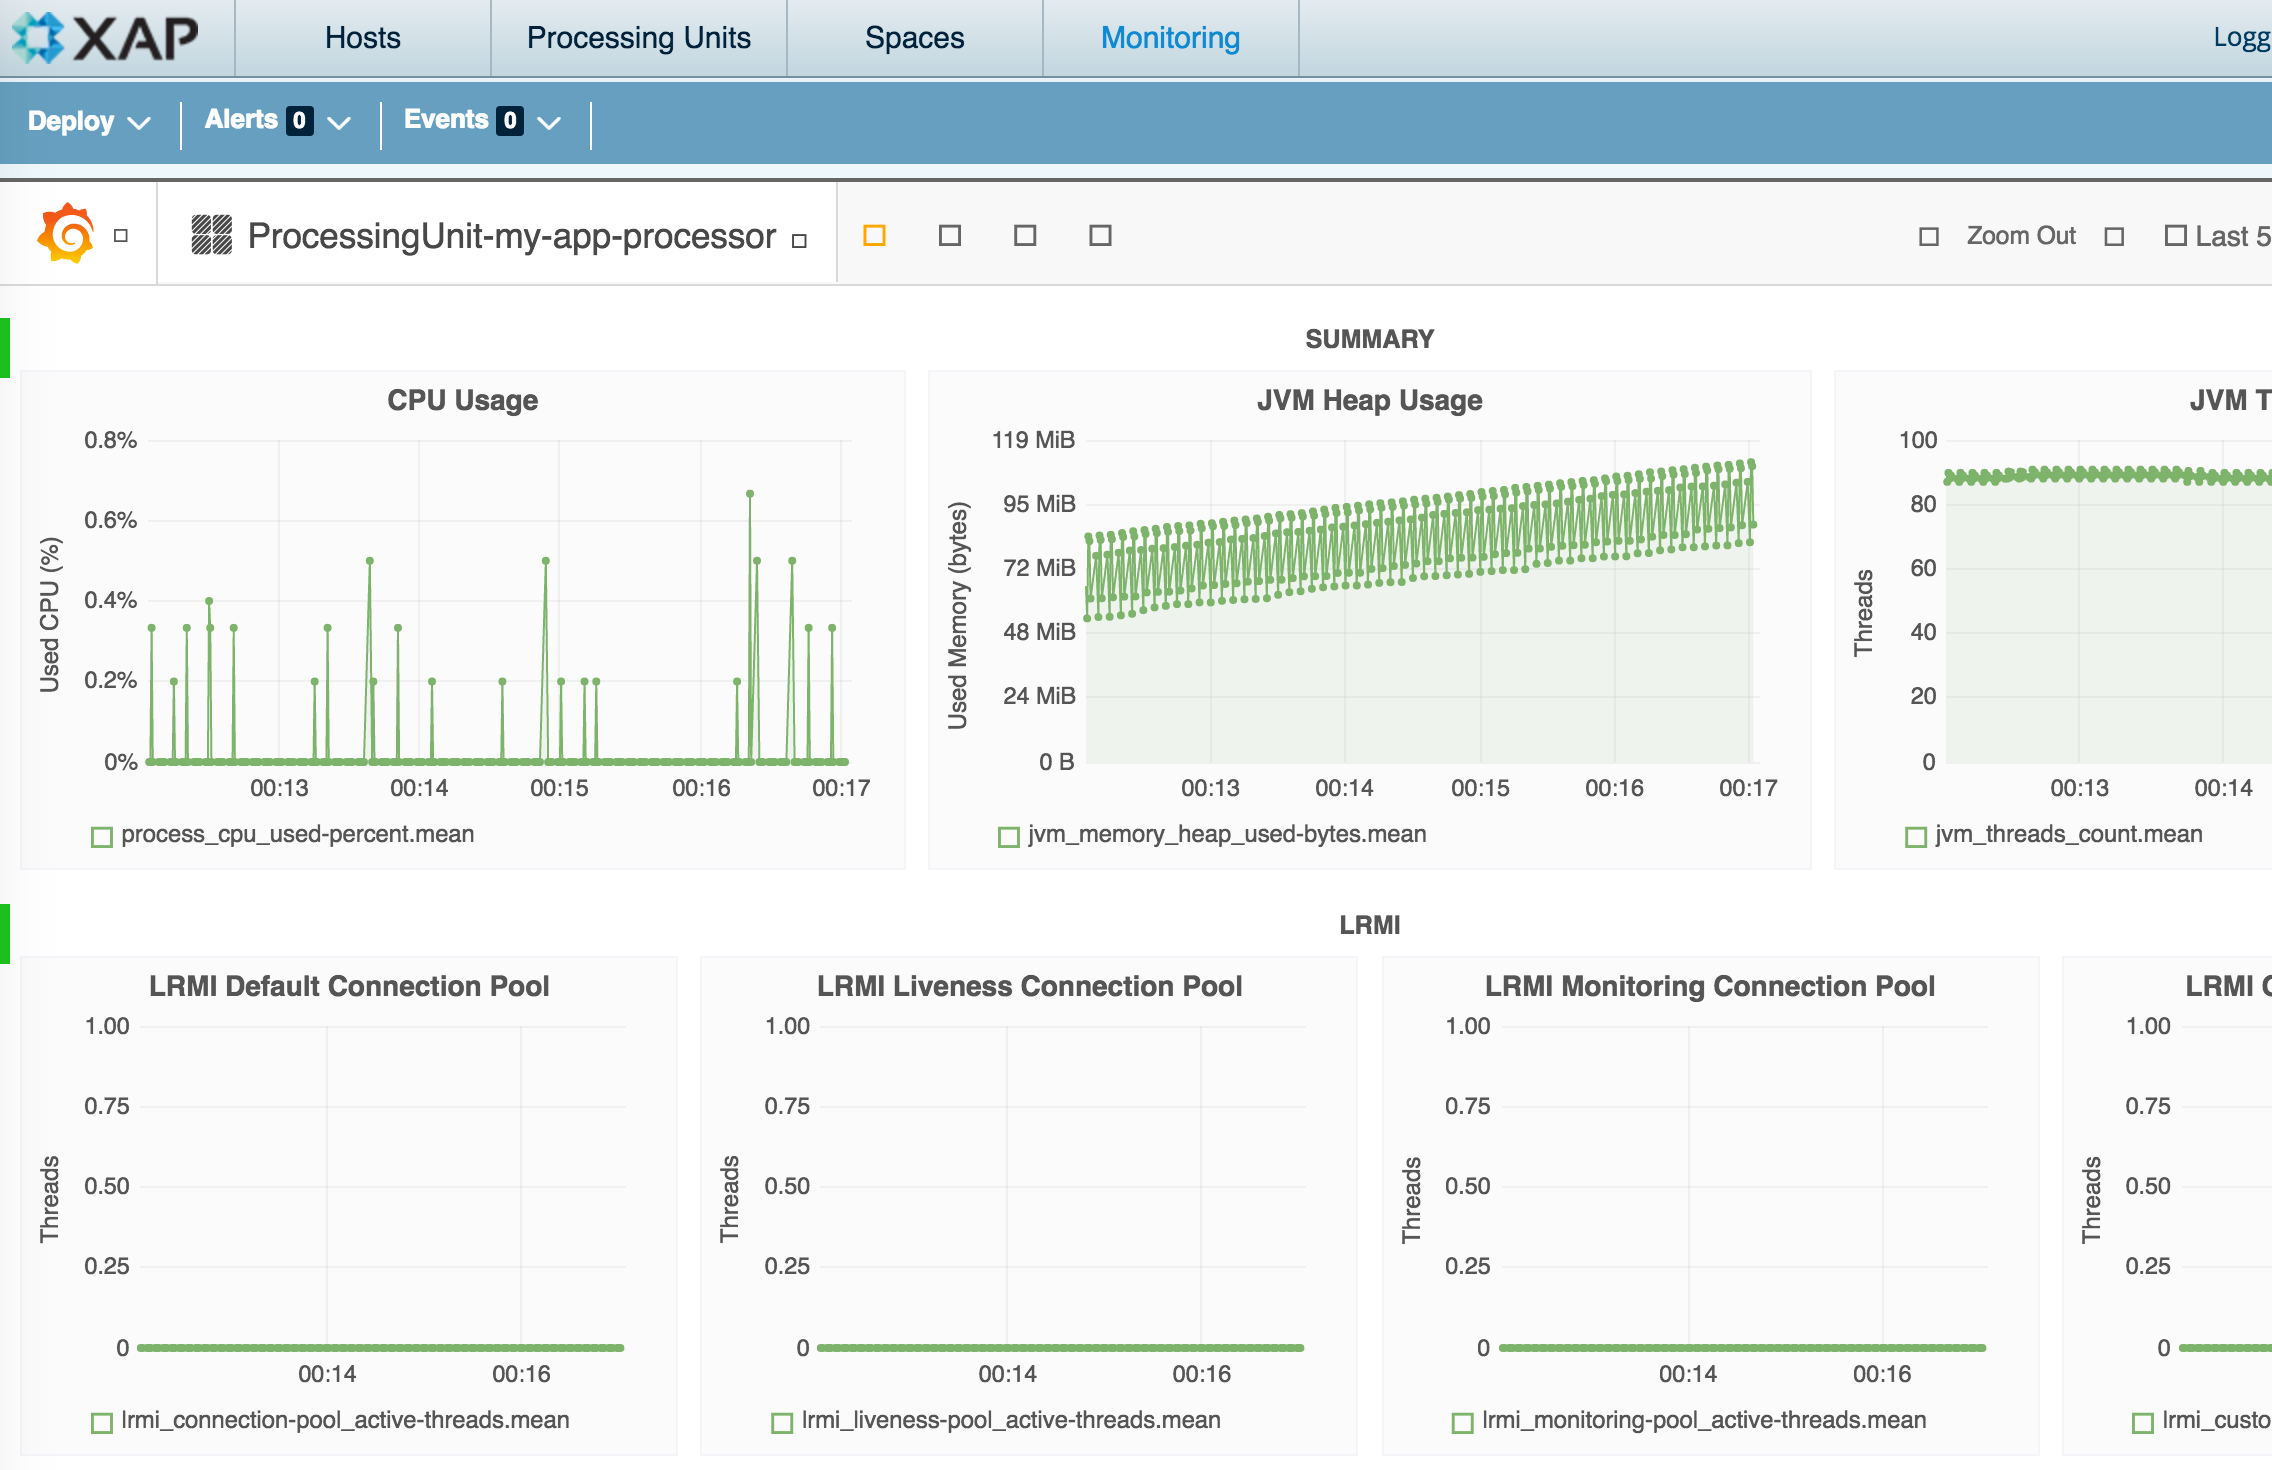 XAP
Hosts
Processing Units
Spaces
Monitoring
Logg
Deploy
Alerts 0
Events 0
ProcessingUnit-my-app-processor
Zoom Out
Last 5
SUMMARY
CPU Usage
0.8%
0.6%
0.4%
0.2%
0%
Used CPU (%)
00:13 00:14 00:15 00:16 00:17
process_cpu_used-percent.mean
JVM Heap Usage
119 MiB
95 MiB
72 MiB
48 MiB
24 MiB
0 B
Used Memory (bytes)
00:13 00:14 00:15 00:16 00:17
jvm_memory_heap_used-bytes.mean
JVM T
100
80
60
40
20
0
Threads
00:13 00:14
jvm_threads_count.mean
LRMI
LRMI Default Connection Pool
1.00
0.75
0.50
0.25
0
Threads
00:14 00:16
lrmi_connection-pool_active-threads.mean
LRMI Liveness Connection Pool
1.00
0.75
0.50
0.25
0
Threads
00:14 00:16
lrmi_liveness-pool_active-threads.mean
LRMI Monitoring Connection Pool
1.00
0.75
0.50
0.25
0
Threads
00:14 00:16
lrmi_monitoring-pool_active-threads.mean
LRMI C
1.00
0.75
0.50
0.25
0
Threads
lrmi_custo